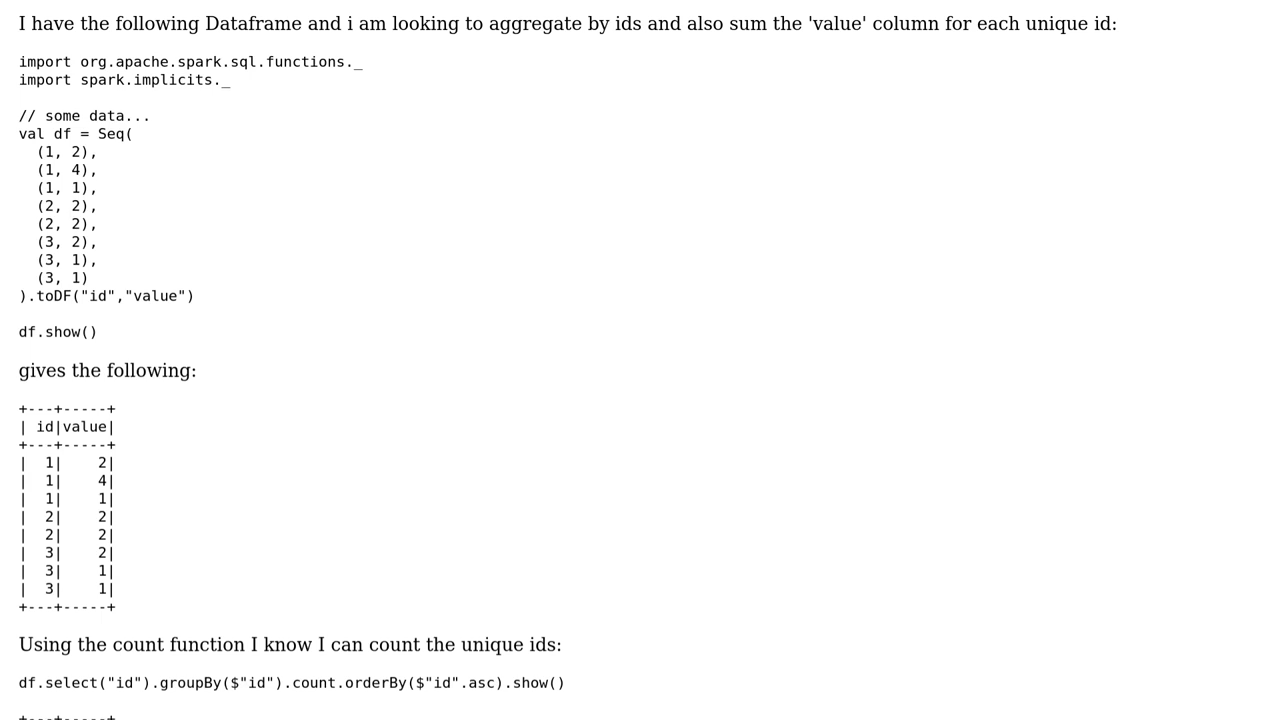 I have the following Dataframe and i am looking to aggregate by ids and also sum the 'value' column for each unique id:
import org.apache.spark.sql.functions._
import spark.implicits._
// some data...
val df = Seq(
  (1, 2),
  (1, 4),
  (1, 1),
  (2, 2),
  (2, 2),
  (3, 2),
  (3, 1),
  (3, 1)
).toDF("id","value")
df.show()
gives the following:
+---+-----+
| id|value|
+---+-----+
|  1|    2|
|  1|    4|
|  1|    1|
|  2|    2|
|  2|    2|
|  3|    2|
|  3|    1|
|  3|    1|
+---+-----+
Using the count function I know I can count the unique ids:
df.select("id").groupBy($"id").count.orderBy($"id".asc).show()
+---+-----+